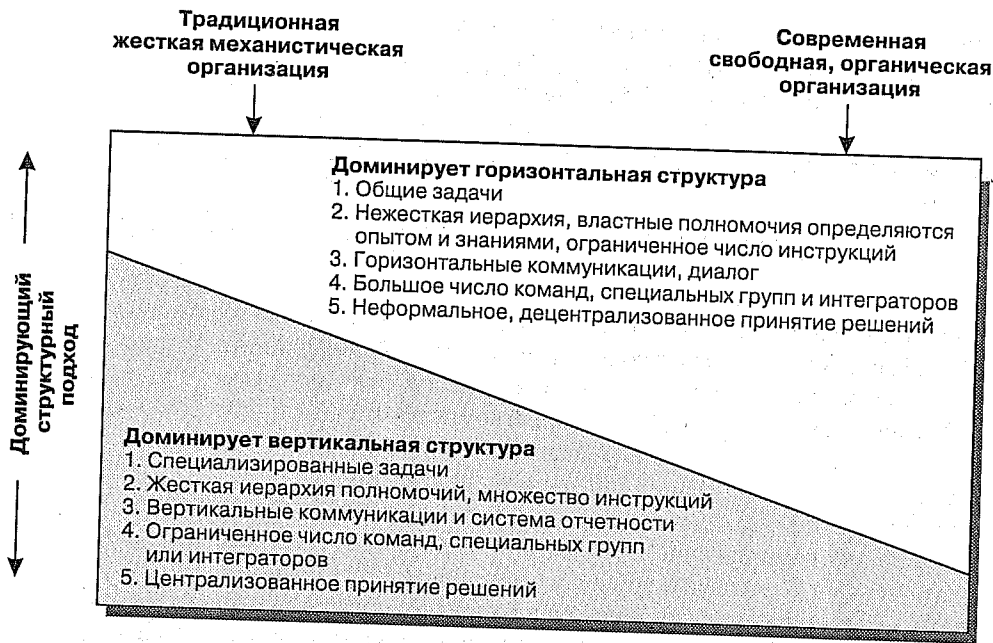 Традиционная
жесткая механистическая
организация
Современная
свободная, органическая
организация
Доминирующий
структурный
подход
Доминирует горизонтальная структура
1. Общие задачи
2. Нежесткая иерархия, властные полномочия определяются
опытом и знаниями, ограниченное число инструкций
3. Горизонтальные коммуникации, диалог
4. Большое число команд, специальных групп и интеграторов
5. Неформальное, децентрализованное принятие решений
Доминирует вертикальная структура
1. Специализированные задачи
2. Жесткая иерархия полномочий, множество инструкций
3. Вертикальные коммуникации и система отчетности
4. Ограниченное число команд, специальных групп
или интеграторов
5. Централизованное принятие решений